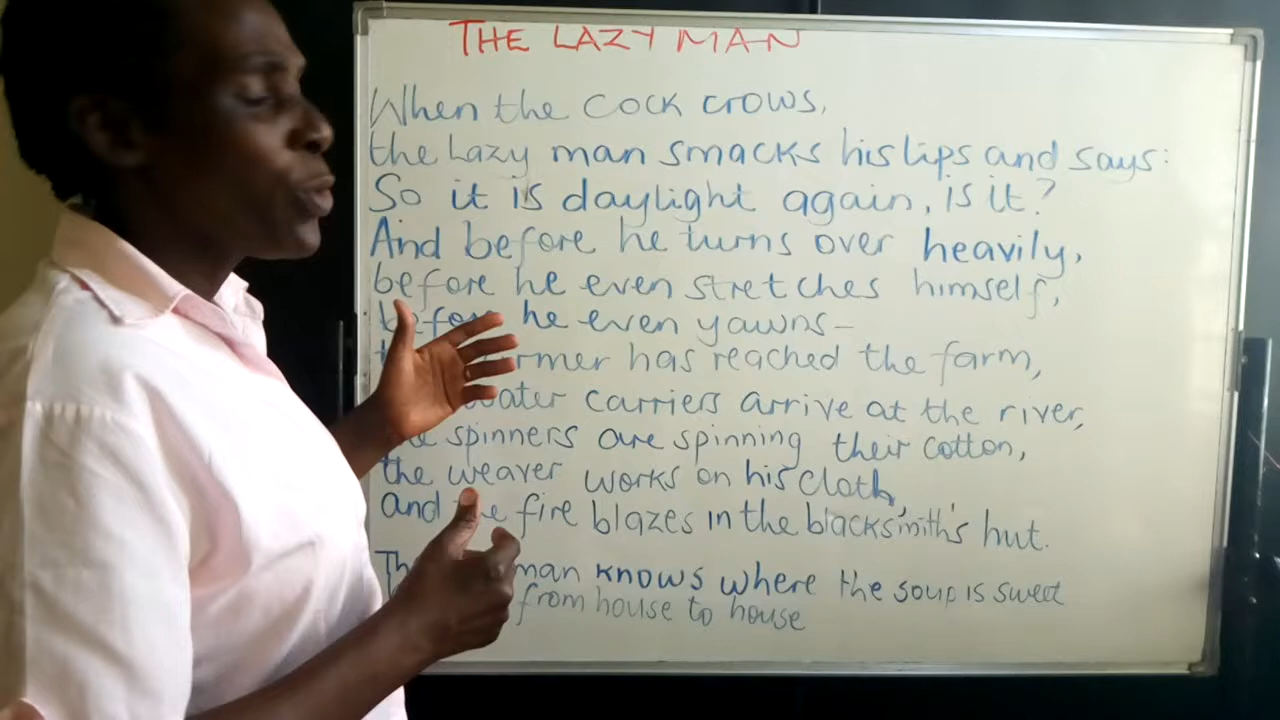 THE LAZY MAN
When the cock crows,
the Lazy man smacks his lips and says:
So it is daylight again, is it?
And before he turns over heavily,
before he even stretches himself,
before he even yawns-
farmer has reached the farm,
water carriers arrive at the river,
the spinners are spinning their cotton,
the weaver works on his cloth,
and the fire blazes in the blacksmith's hut.
man knows where the soup is sweet
from house to house